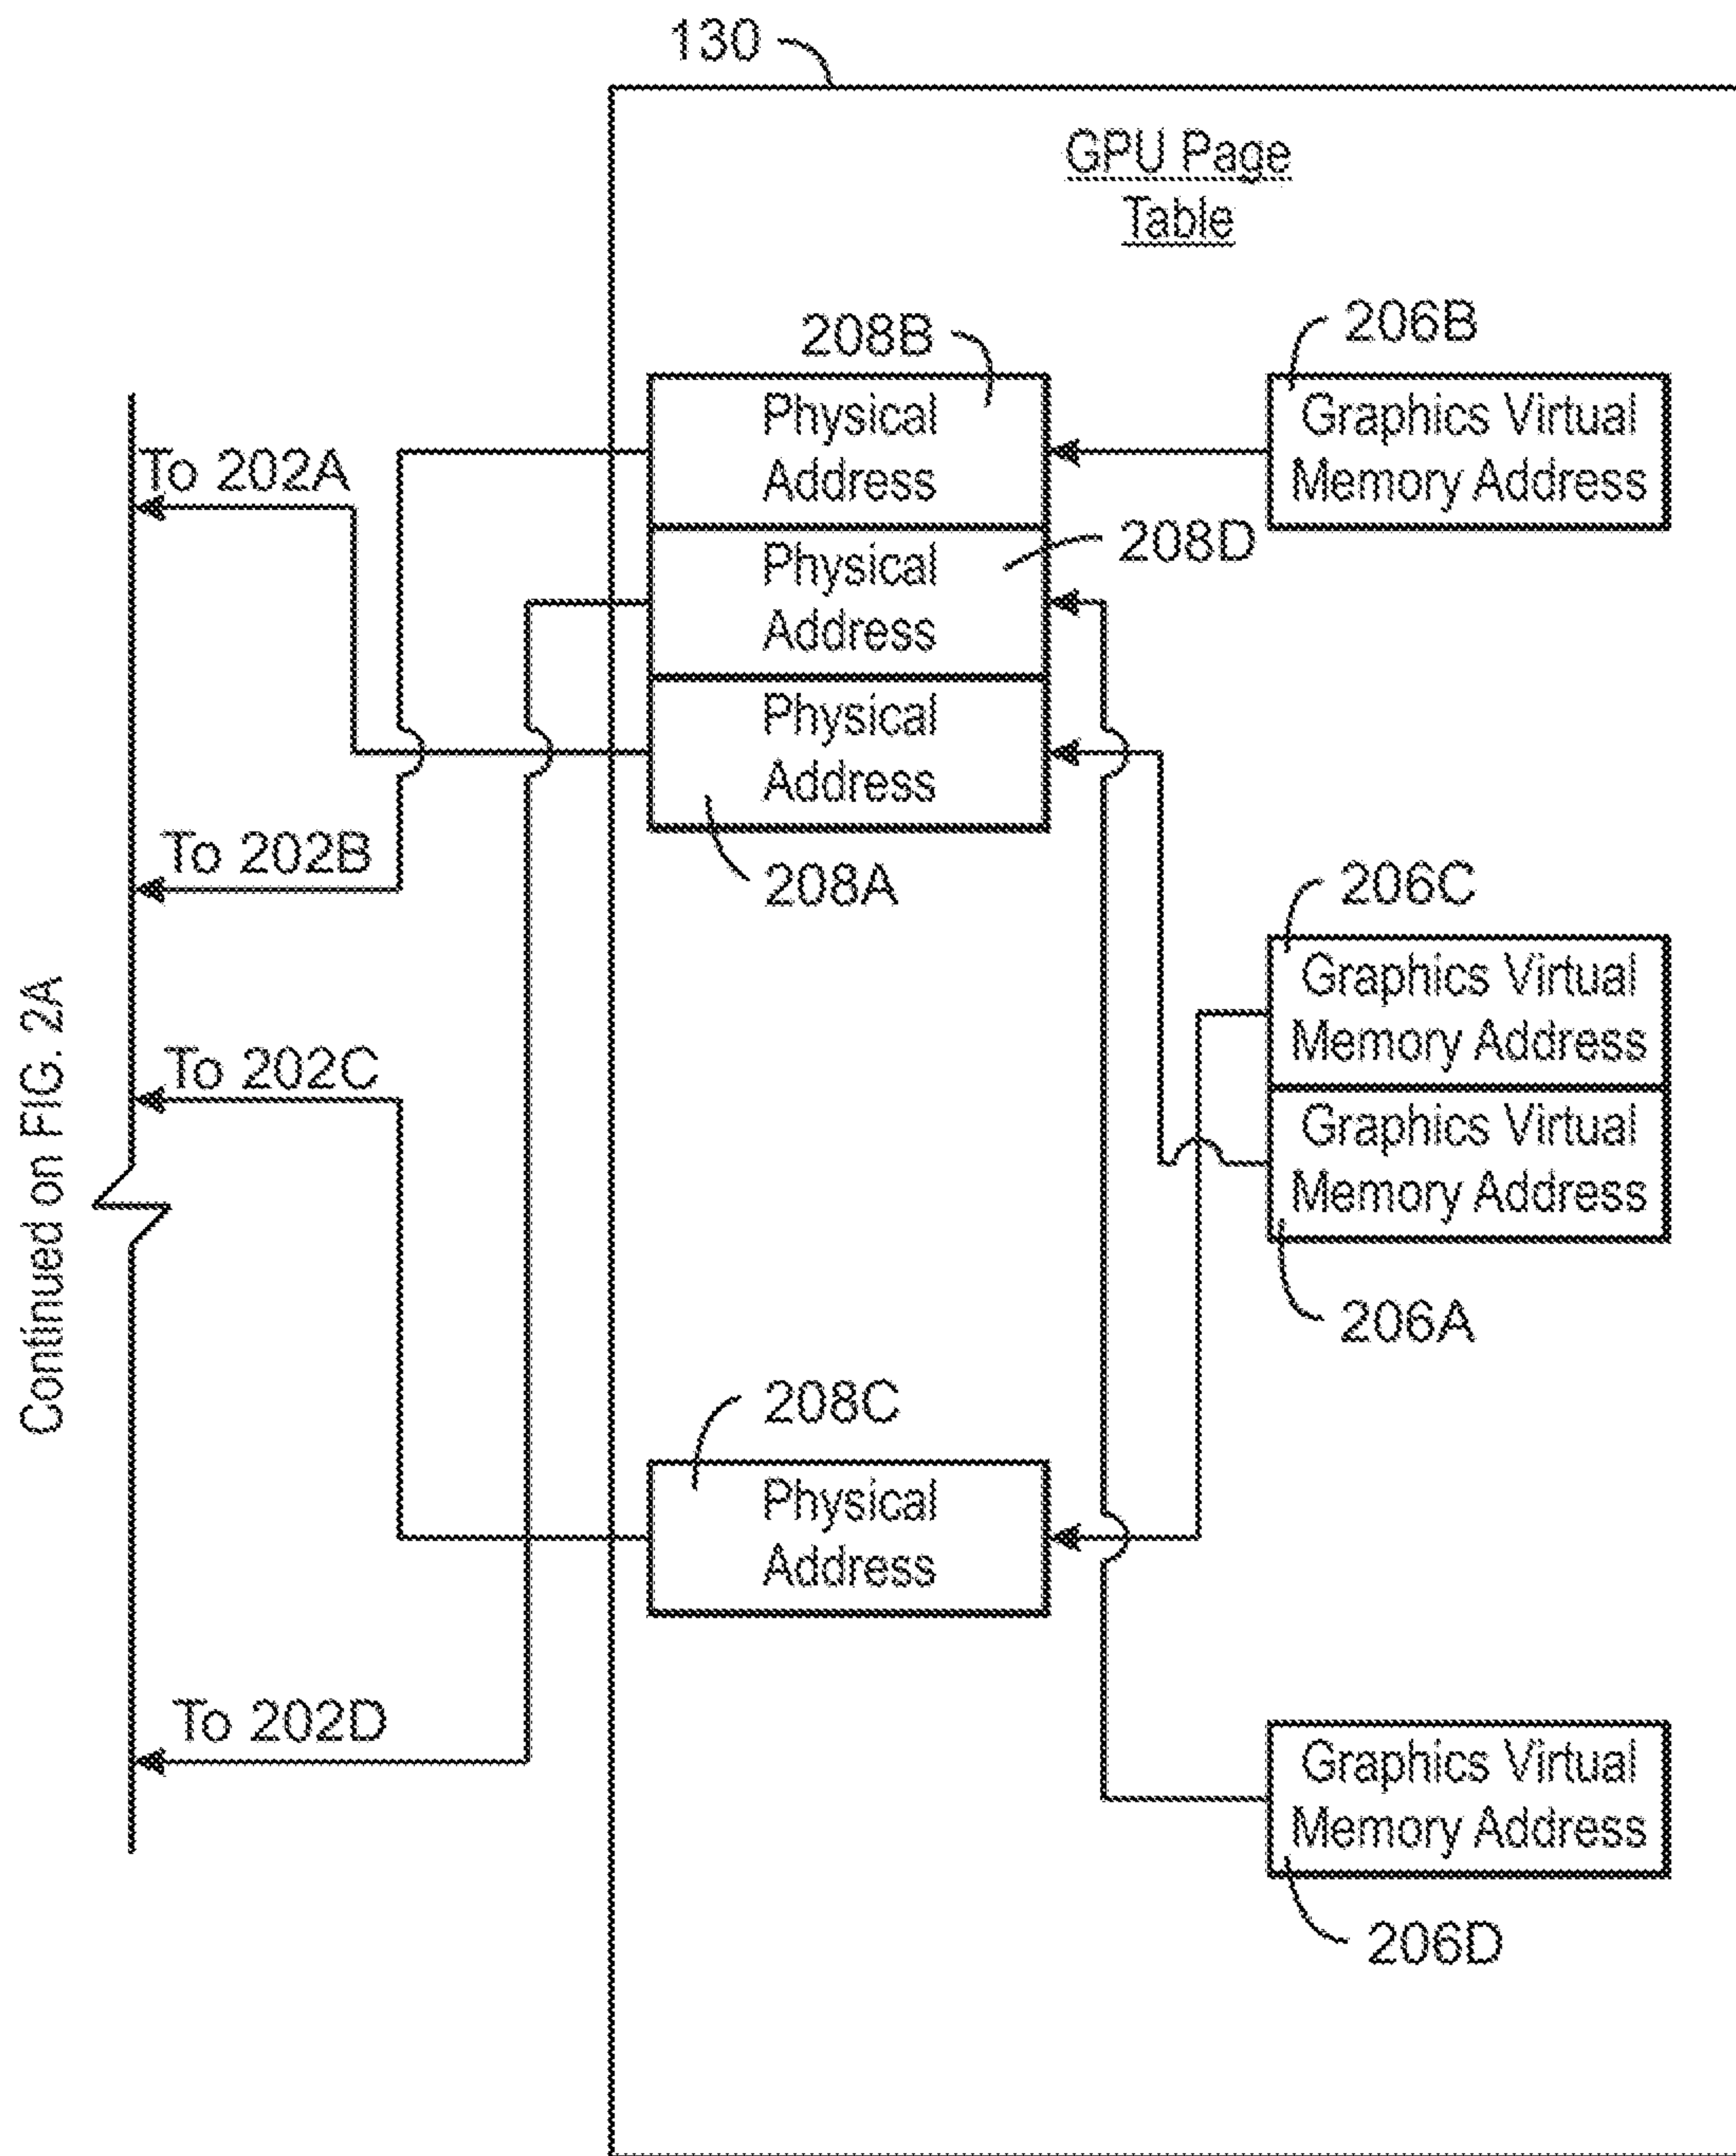 130
GPU Page
Table
208B
206B
Physical
Address
Graphics Virtual
Memory Address
To 202A
208D
Physical
Address
Physical
Address
To 202B
208A
206C
Graphics Virtual
Memory Address
Continued on FIG. 2A
To 202C
Graphics Virtual
Memory Address
206A
208C
Physical
Address
To 202D
Graphics Virtual
Memory Address
206D